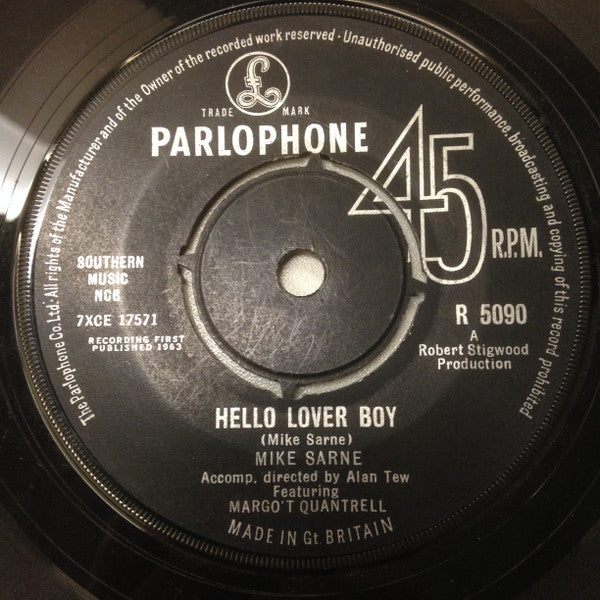 The Parlophone Co. Ltd. All rights of the Manufacturer and of the Owner of the recorded work reserved · Unauthorised public performance, broadcasting and copying of this record prohibited
£
TRADE MARK
PARLOPHONE
45
R.P.M.
SOUTHERN
MUSIC
NCB
7XCE 17571
RECORDING FIRST
PUBLISHED 1963
R 5090
A
Robert Stigwood
Production
HELLO LOVER BOY
(Mike Sarne)
MIKE SARNE
Accomp. directed by Alan Tew
Featuring
MARGO'T QUANTRELL
MADE IN Gt. BRITAIN